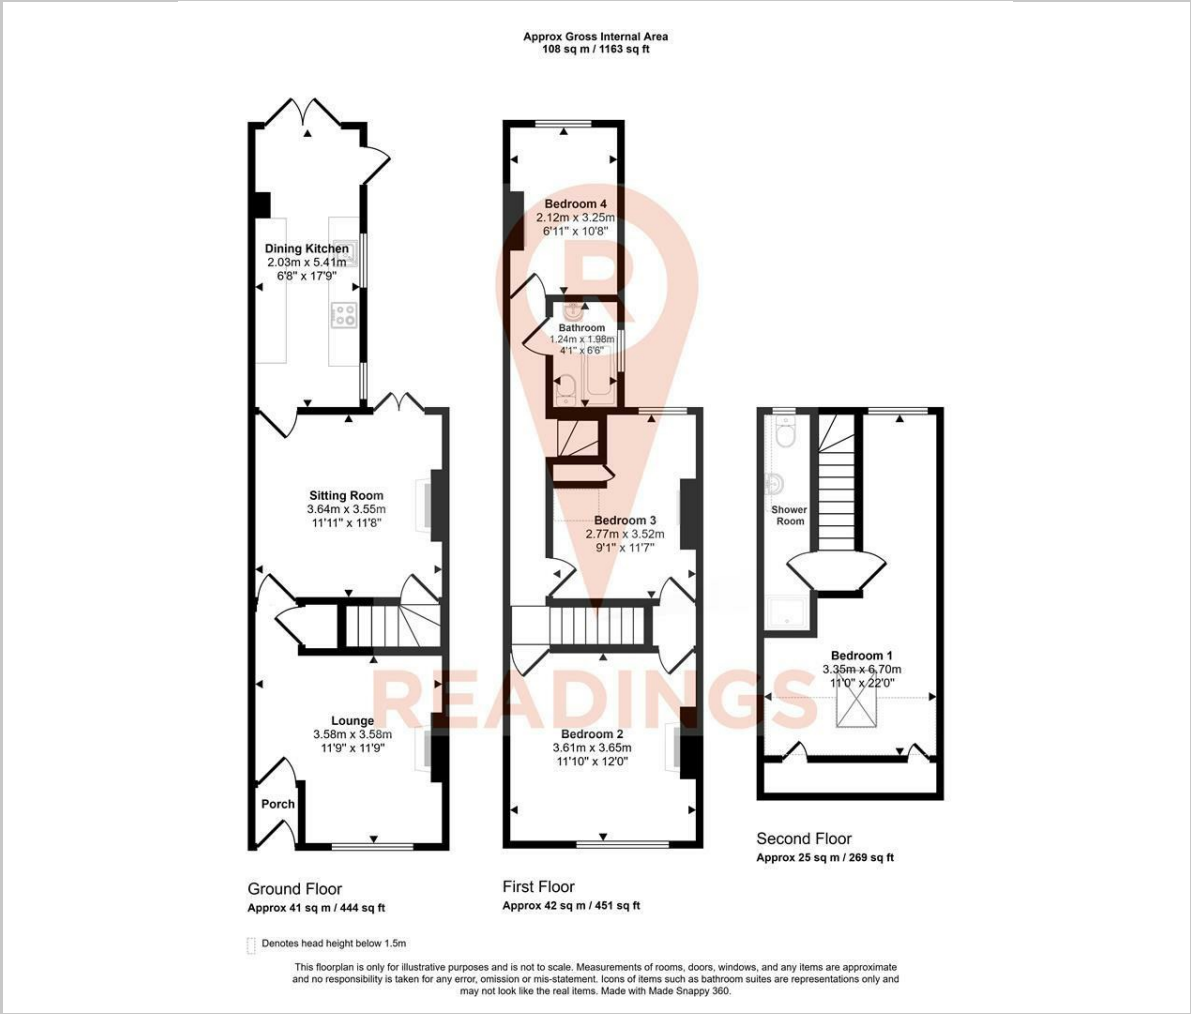 Approx Gross Internal Area
108 sq m / 1163 sq ft
Dining Kitchen
2.03m x 5.41m
6'8" x 17'9"
Sitting Room
3.64m x 3.55m
11'11" x 11'8"
Lounge
3.58m x 3.58m
11'9" x 11'9"
Porch
Ground Floor
Approx 41 sq m / 444 sq ft
Bedroom 4
2.12m x 3.25m
6'11" x 10'8"
R
Bathroom
1.24m x 1.98m
4'1" x 6'6"
Bedroom 3
2.77m x 3.52m
9'1" x 11'7"
READINGS
Bedroom 2
3.61m x 3.65m
11'10" x 12'0"
First Floor
Approx 42 sq m / 451 sq ft
Shower
Room
Bedroom 1
3.35m x 6.70m
11'0" x 22'0"
Second Floor
Approx 25 sq m / 269 sq ft
Denotes head height below 1.5m
This floorplan is only for illustrative purposes and is not to scale. Measurements of rooms, doors, windows, and any items are approximate
and no responsibility is taken for any error, omission or mis-statement. Icons of items such as bathroom suites are representations only and
may not look like the real items. Made with Made Snappy 360.